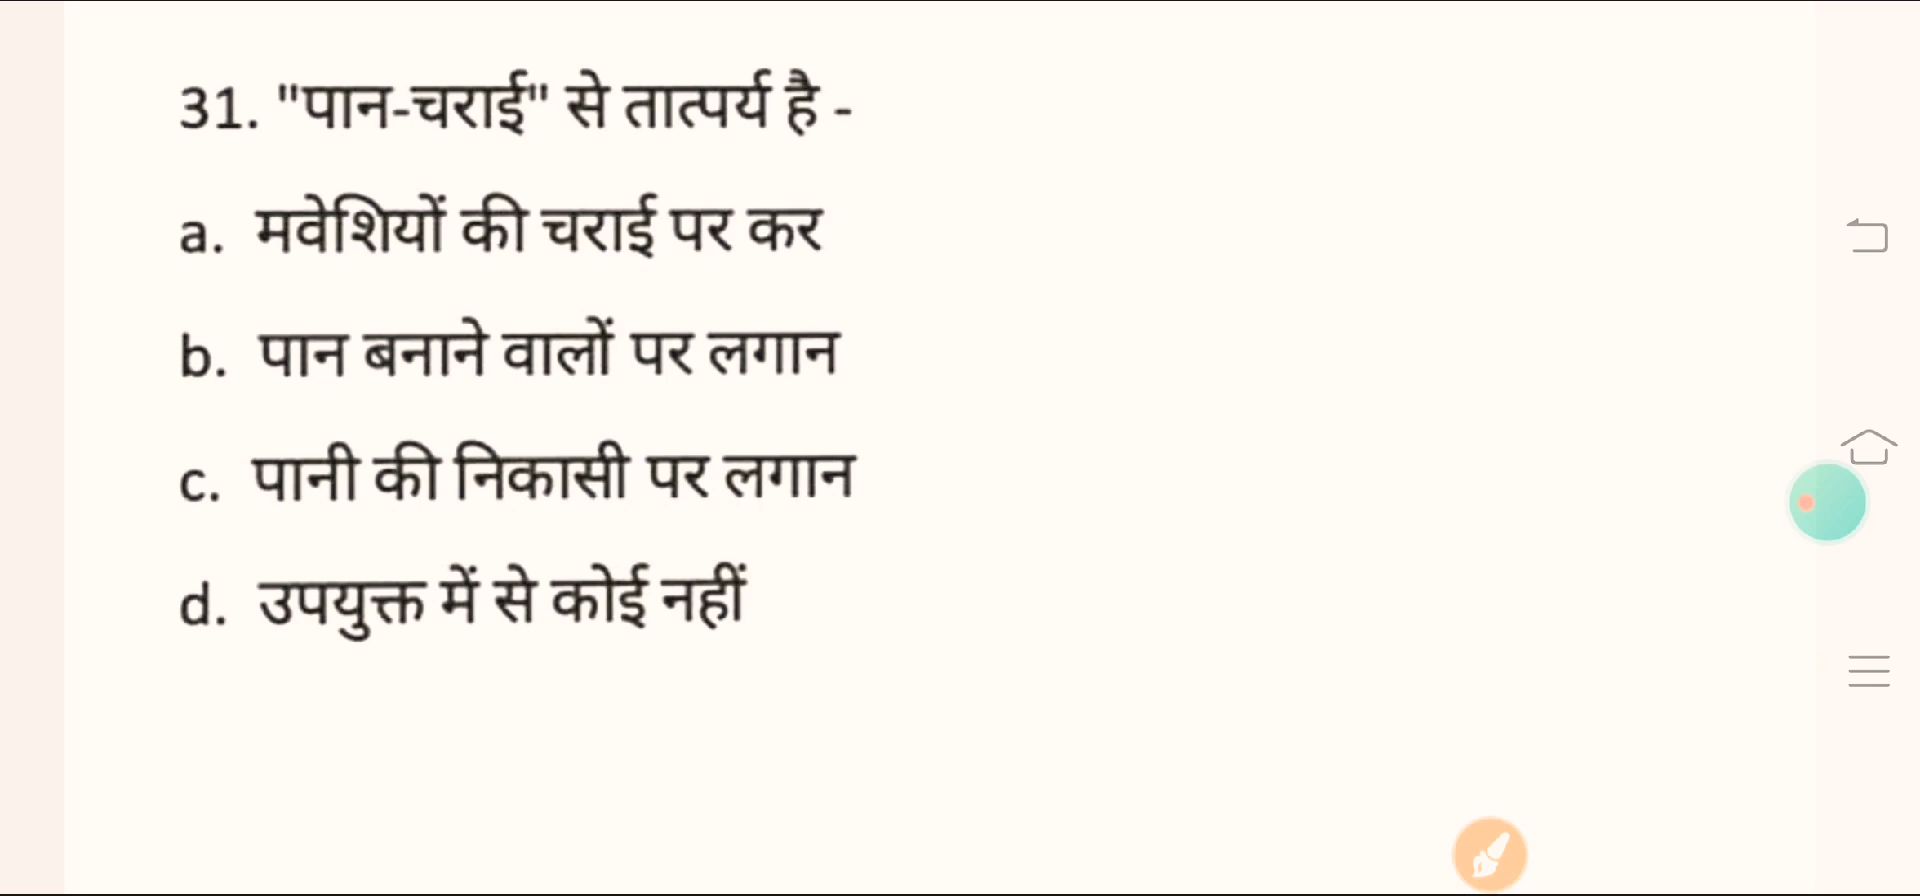 31. "पान-चराई" से तात्पर्य है -
a. मवेशियों की चराई पर कर
b. पान बनाने वालों पर लगान
c. पानी की निकासी पर लगान
d. उपयुक्त में से कोई नहीं